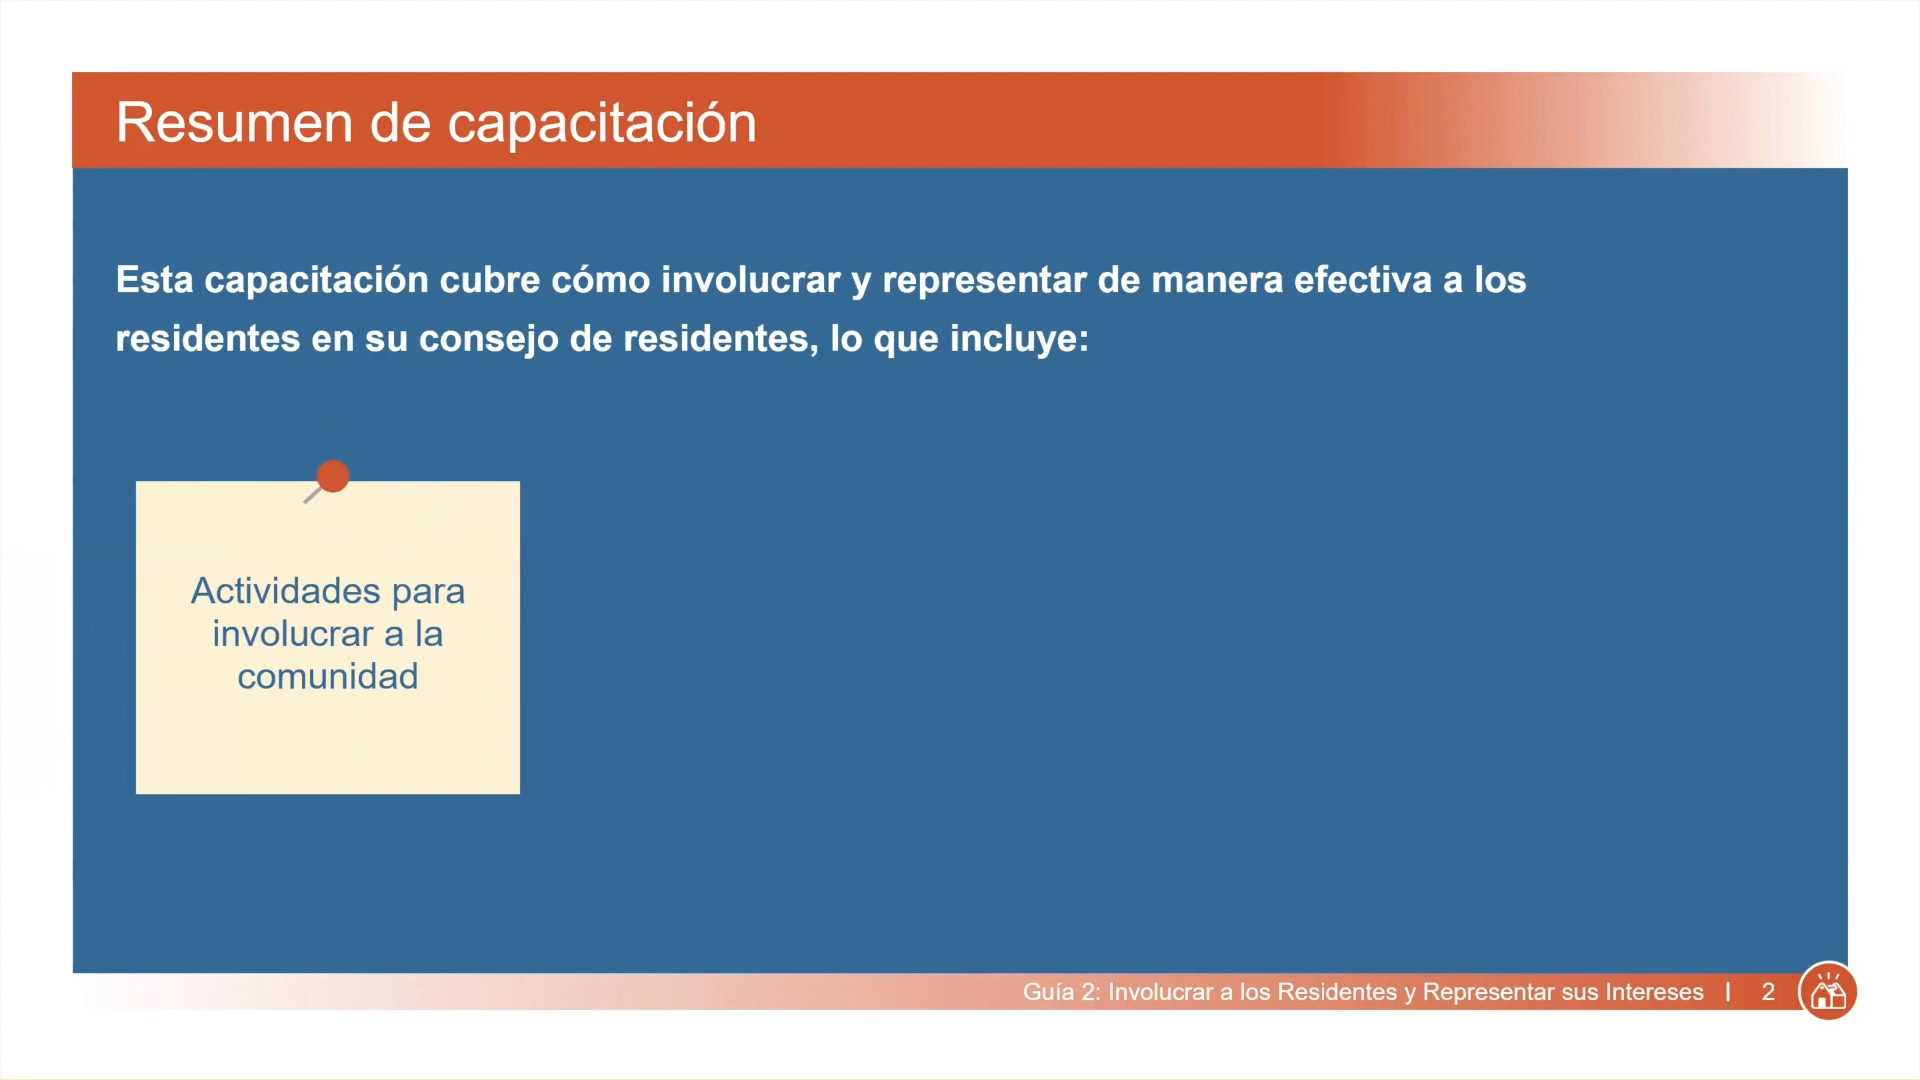 Resumen de capacitación
Esta capacitación cubre cómo involucrar y representar de manera efectiva a los
residentes en su consejo de residentes, lo que incluye:
Actividades para
involucrar a la
comunidad
Guía 2: Involucrar a los Residentes y Representar sus Intereses | 2